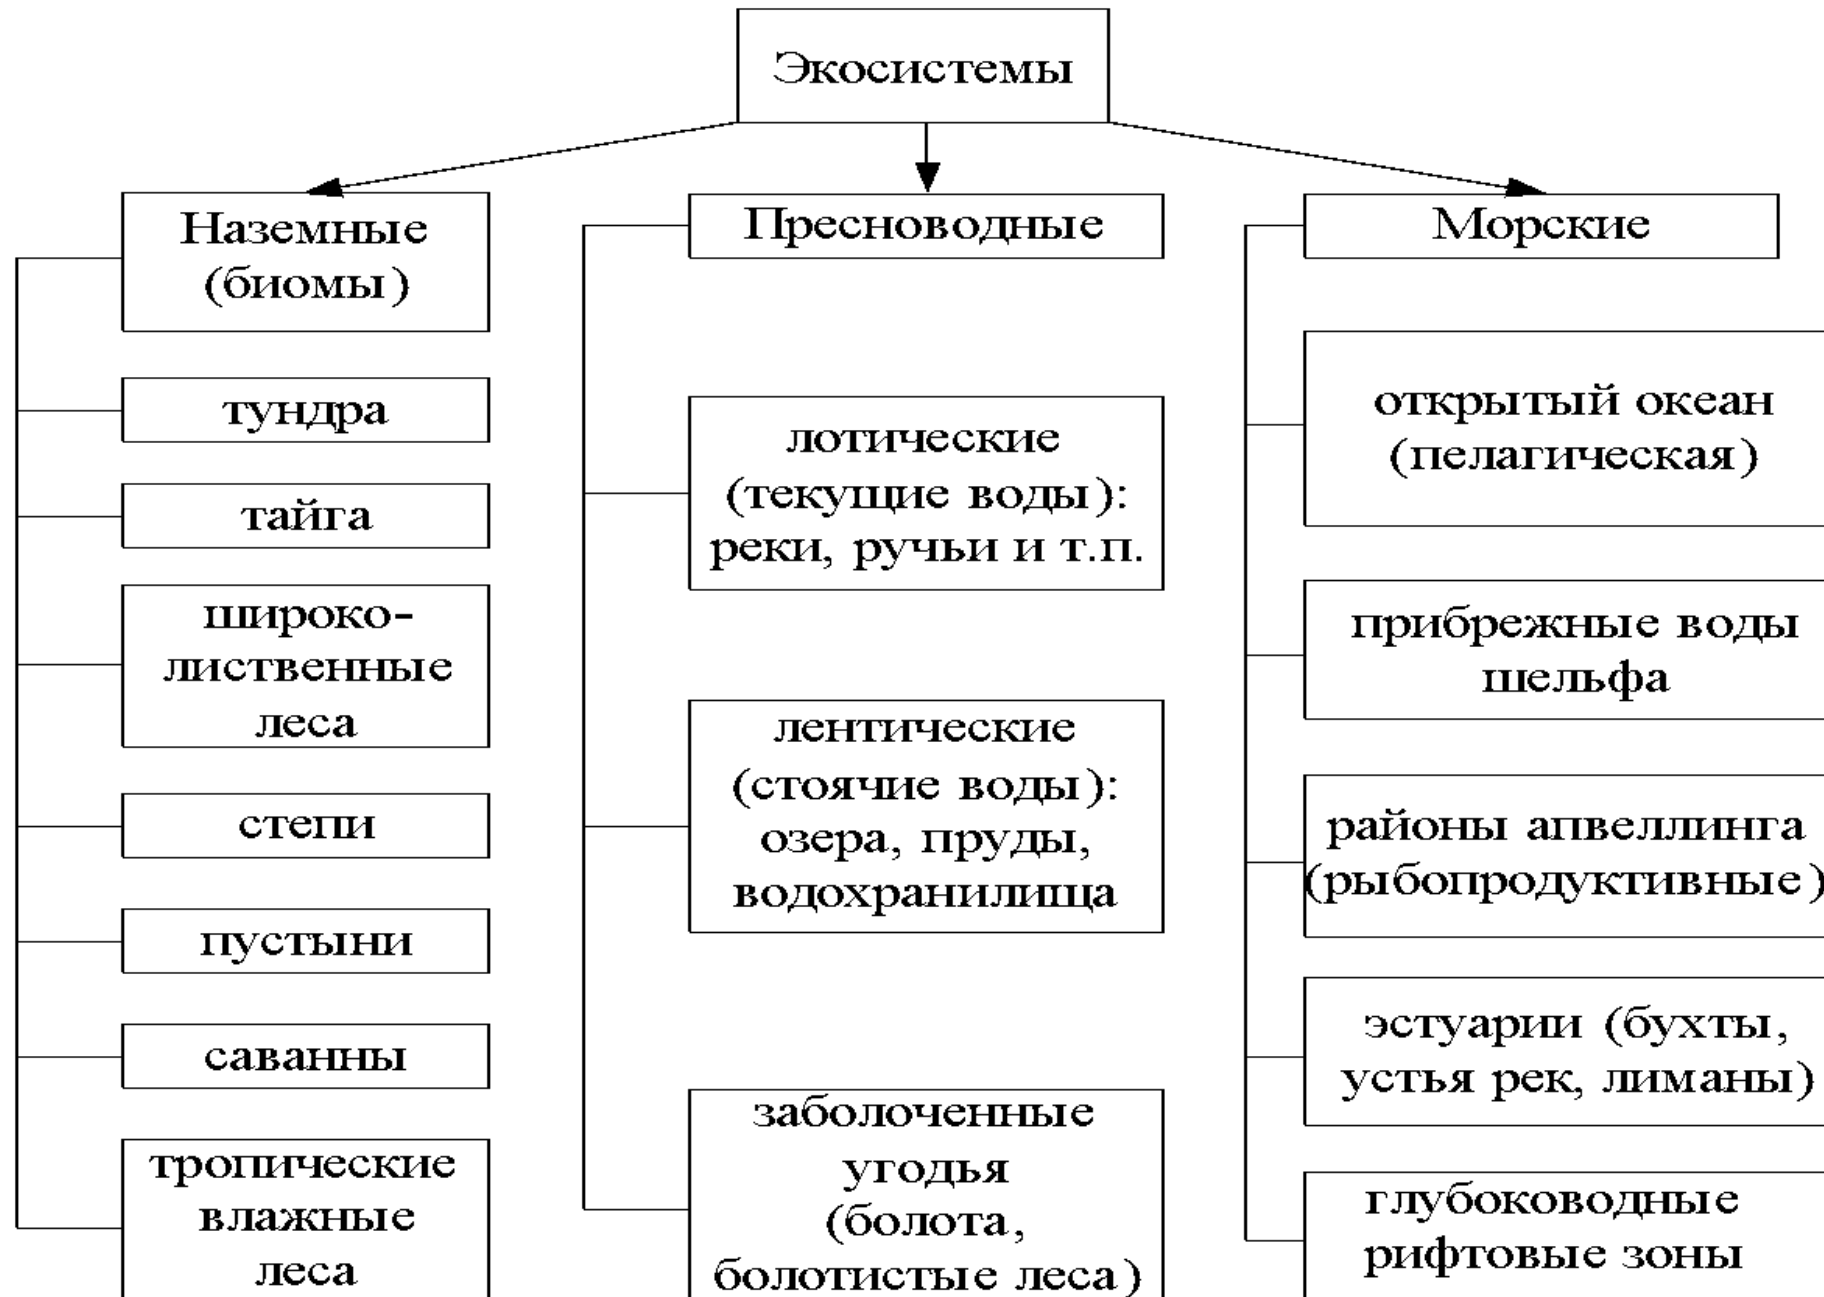 Экосистемы
Наземные
(биомы)
тундра
тайга
широко-
лиственные
леса
степи
пустыни
саванны
тропические
влажные
леса
Пресноводные
лотические
(текущие воды):
реки, ручьи и т.п.
лентические
(стоячие воды):
озера, пруды,
водохранилища
заболоченные
угодья
(болота,
болотистые леса)
Морские
открытый океан
(пелагическая)
прибрежные воды
шельфа
районы апвеллинга
(рыбопродуктивные)
эстуарии (бухты,
устья рек, лиманы)
глубоководные
рифтовые зоны